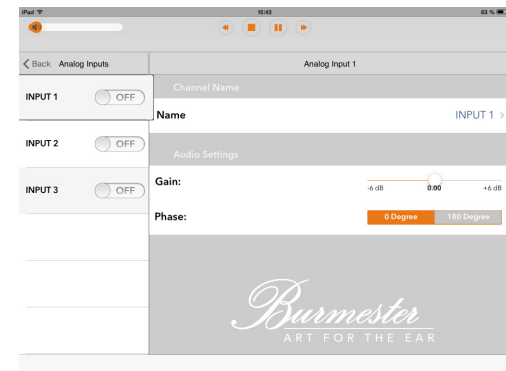 iPad 15:43 63 %
Back Analog Inputs Analog Input 1
INPUT 1 OFF
INPUT 2 OFF
INPUT 3 OFF
Channel Name
Name INPUT 1 >
Audio Settings
Gain:
-6 dB 0.00 +6 dB
Phase: 0 Degree 180 Degree
Burmester
ART FOR THE EAR